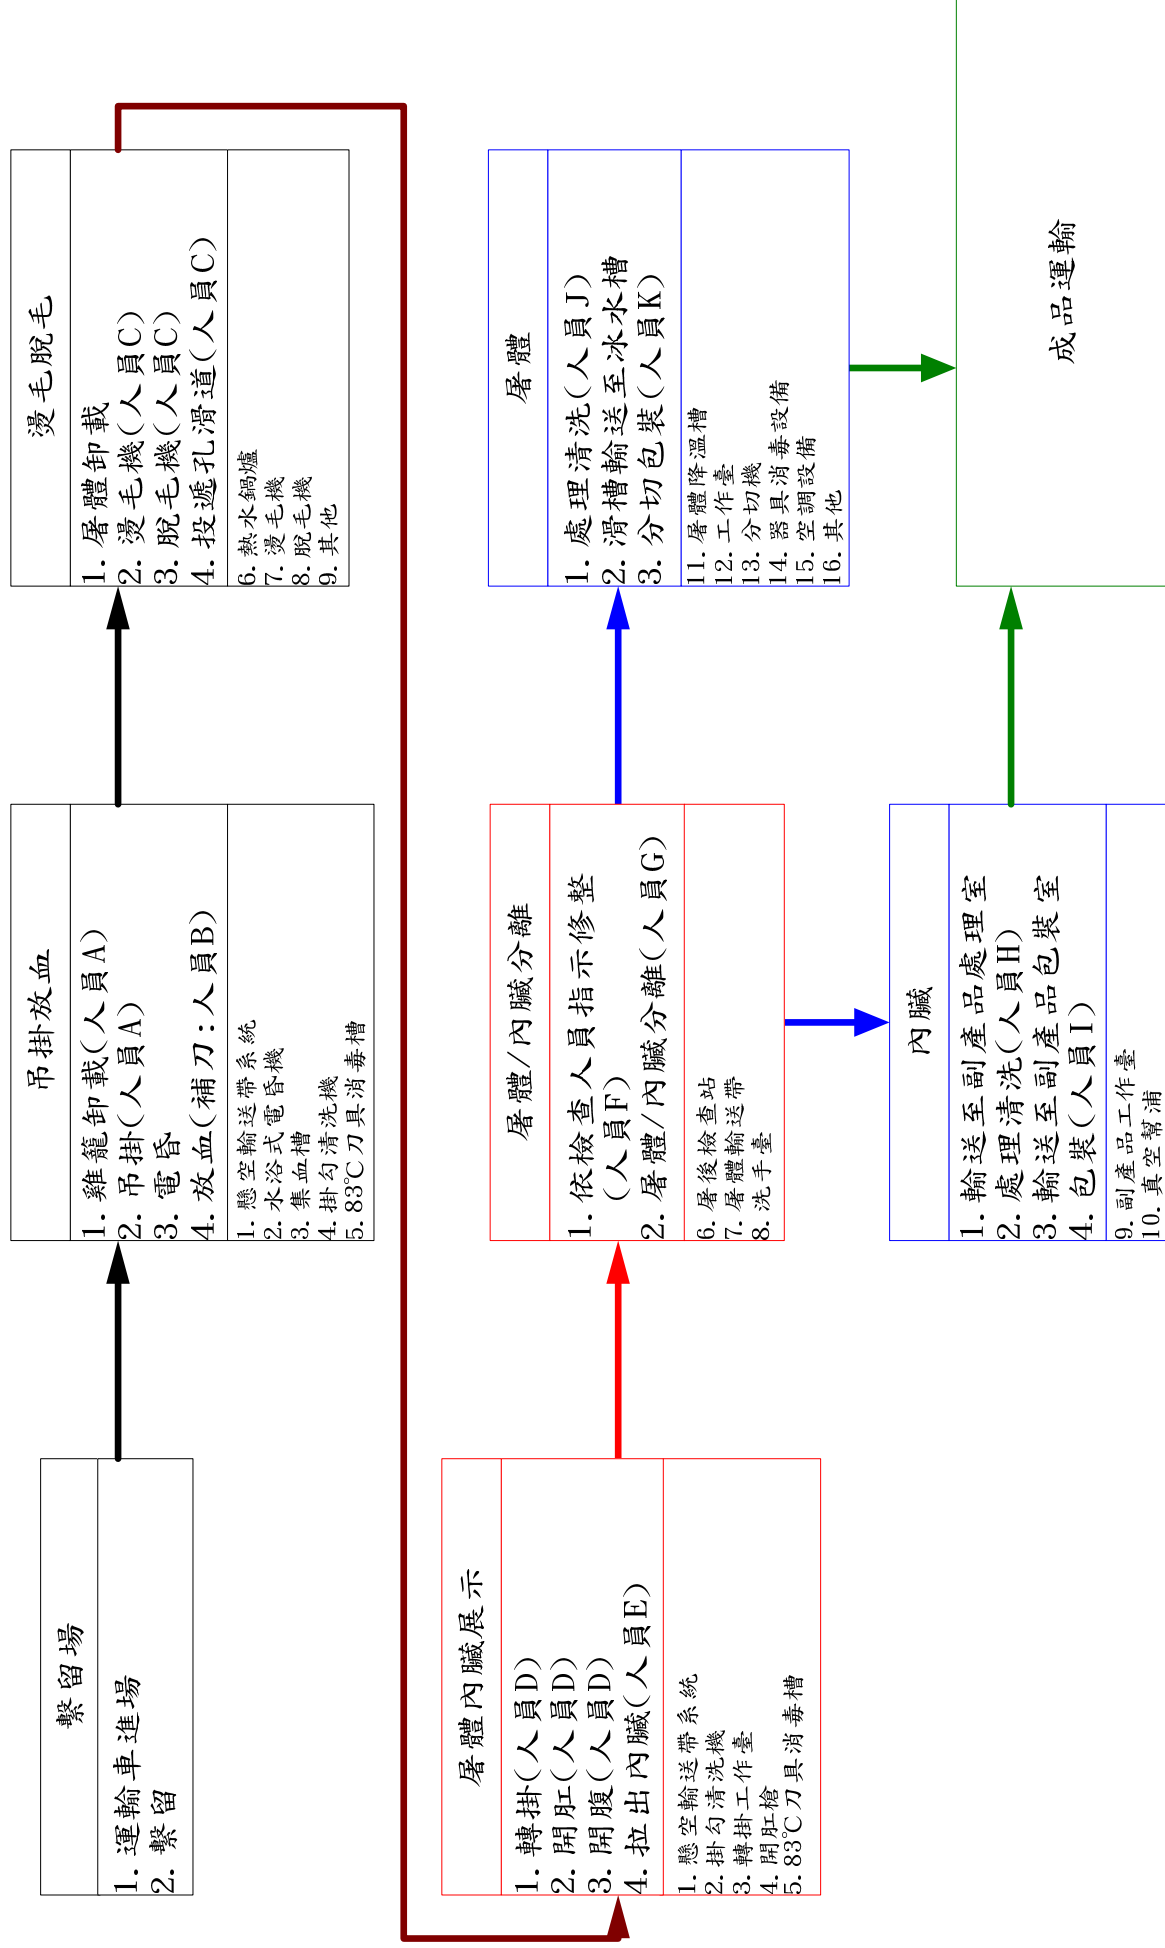 繫留場
1. 運輸車進場
2. 繫留
吊掛放血
1. 雞籠卸載(人員A)
2. 吊掛(人員A)
3. 電昏
4. 放血(補刀:人員B)
1. 懸空輸送帶系統
2. 水浴式電昏機
3. 集血槽
4. 掛勾清洗機
5. 83℃刀具消毒槽
燙毛脫毛
1. 屠體卸載
2. 燙毛機(人員C)
3. 脫毛機(人員C)
4. 投遞孔滑道(人員C)
6. 熱水鍋爐
7. 燙毛機
8. 脫毛機
9. 其他
屠體內臟展示
1. 轉掛(人員D)
2. 開肛(人員D)
3. 開腹(人員D)
4. 拉出內臟(人員E)
1. 懸空輸送帶系統
2. 掛勾清洗機
3. 轉掛工作臺
4. 開肛槍
5. 83℃刀具消毒槽
屠體/內臟分離
1. 依檢查人員指示修整
(人員F)
2. 屠體/內臟分離(人員G)
6. 屠後檢查站
7. 屠體輸送帶
8. 洗手臺
屠體
1. 處理清洗(人員J)
2. 滑槽輸送至冰水槽
3. 分切包裝(人員K)
11. 屠體降溫槽
12. 工作臺
13. 分切機
14. 器具消毒設備
15. 空調設備
16. 其他
內臟
1. 輸送至副產品處理室
2. 處理清洗(人員H)
3. 輸送至副產品包裝室
4. 包裝(人員I)
9. 副產品工作臺
10. 真空幫浦
成品運輸